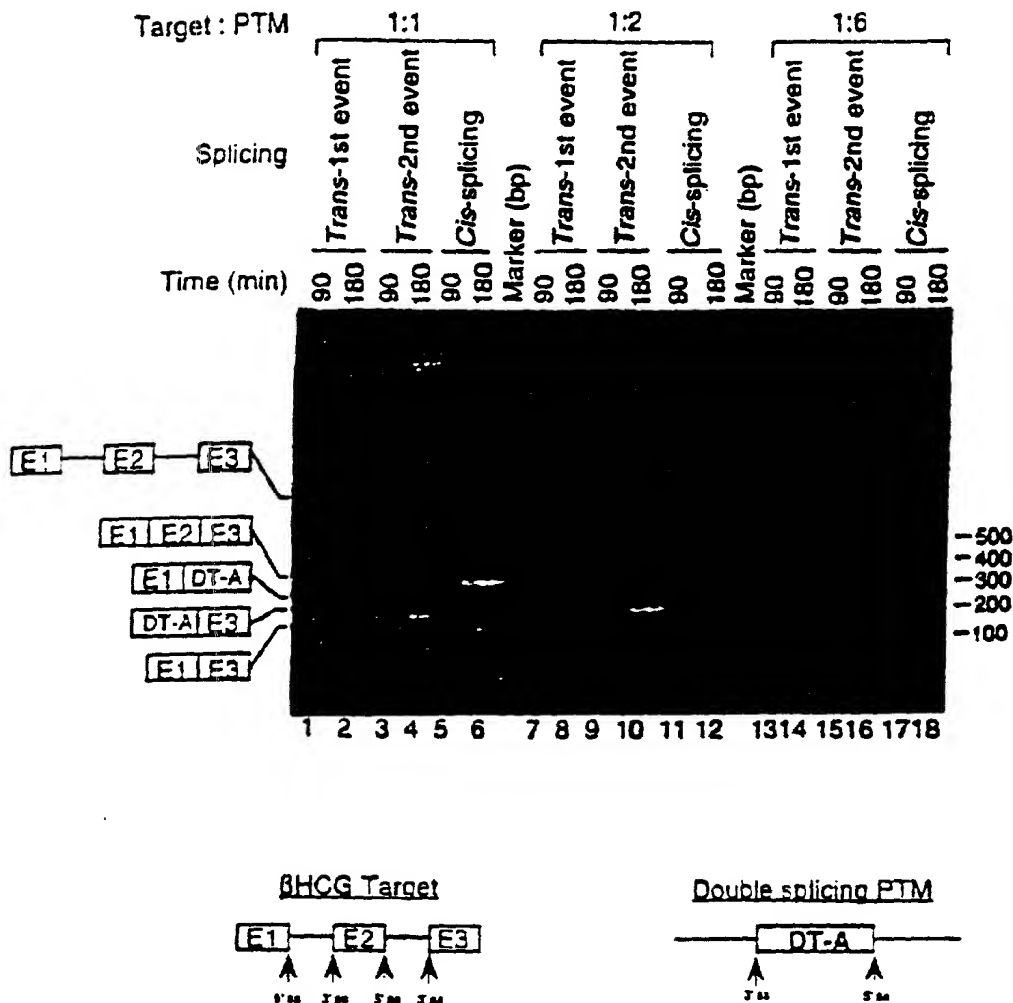 Target : PTM 1:1 1:2 1:6
Splicing Trans-1st event Trans-2nd event Cis-splicing Marker (bp) Trans-1st event Trans-2nd event Cis-splicing Marker (bp) Trans-1st event Trans-2nd event Cis-splicing
Time (min) 90 180 90 180 90 180 90 180 90 180 90 180 90 180 90 180 90 180
E1 E2 E3
E1 E2 E3
E1 DT-A
DT-A E3
E1 E3
500
400
300
200
100
1 2 3 4 5 6 7 8 9 10 11 12 13 14 15 16 17 18
βHCG Target
E1 E2 E3
Double splicing PTM
DT-A